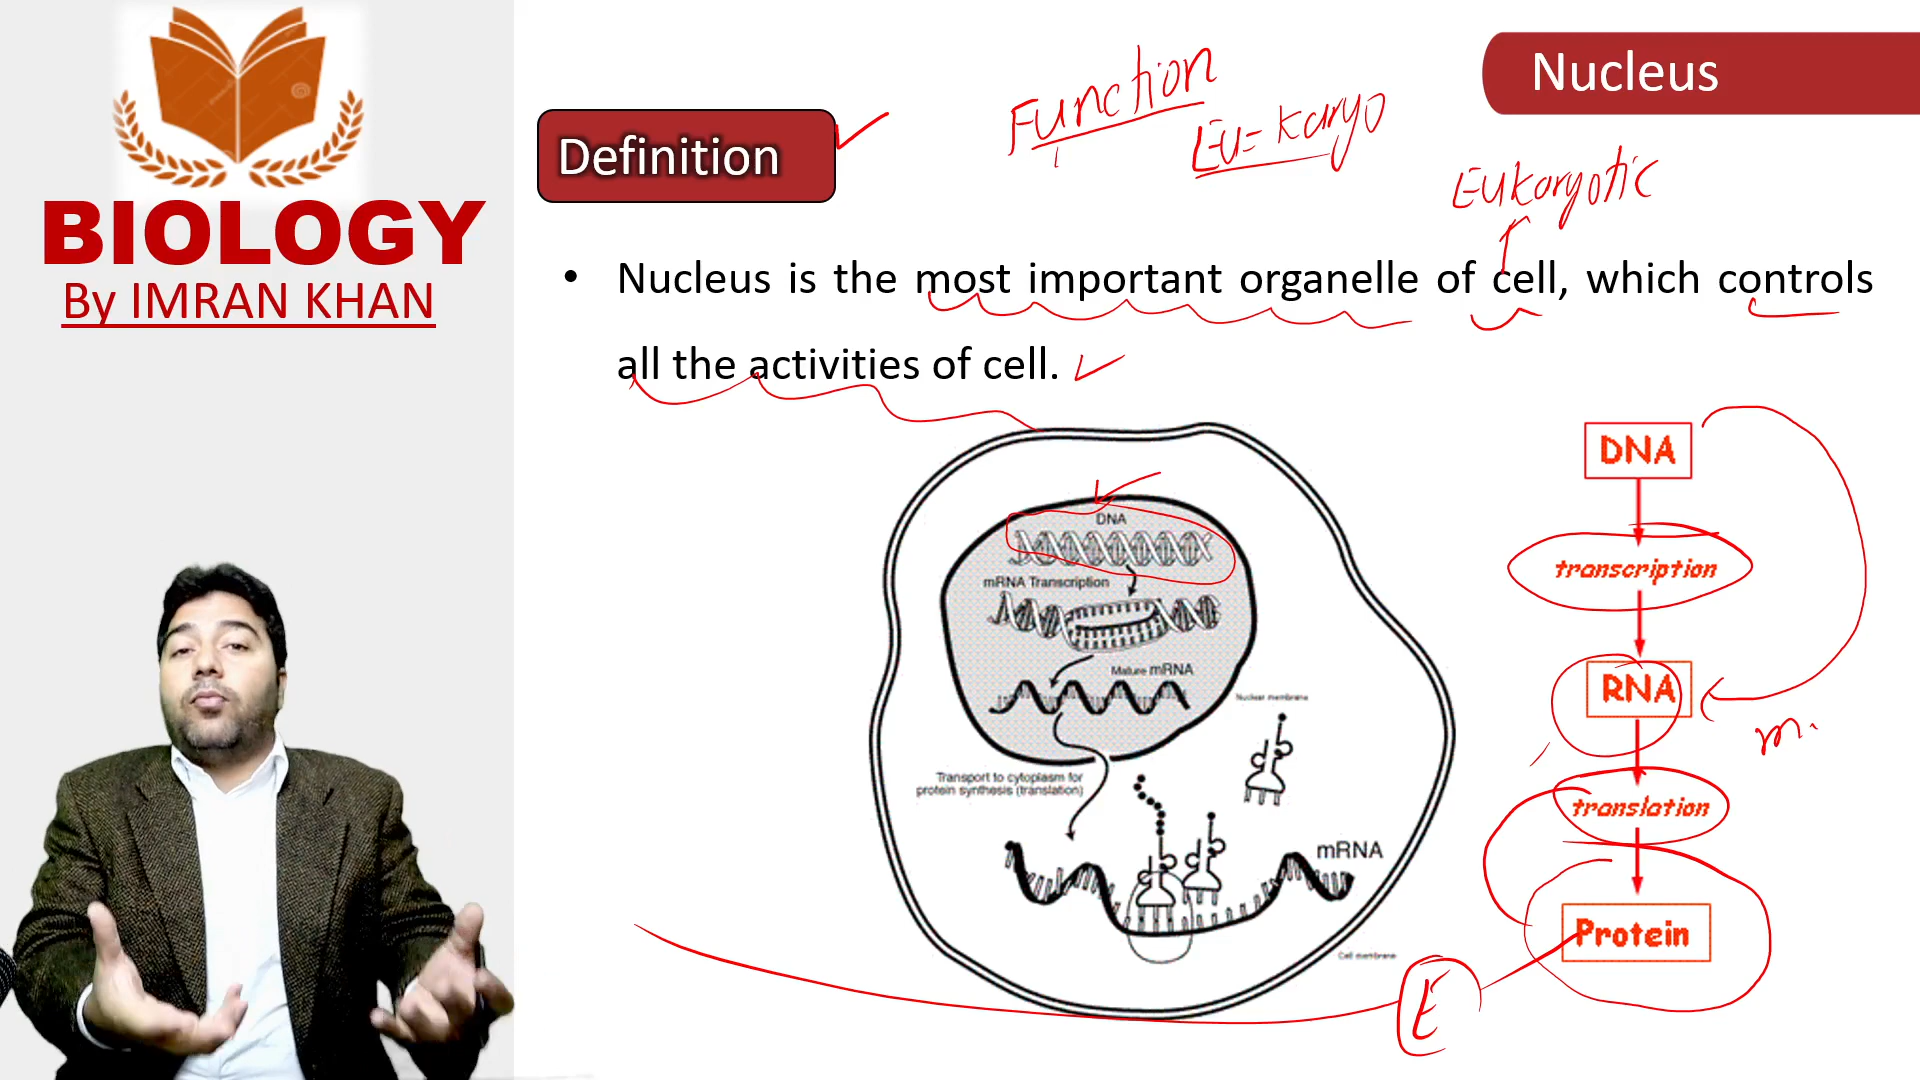 BIOLOGY
By IMRAN KHAN
Nucleus
Function
Eu= Karyo
Definition
Eukaryotic
• Nucleus is the most important organelle of cell, which controls
all the activities of cell.
DNA
mRNA Transcription
Mature mRNA
Nuclear membrane
Transport to cytoplasm for
protein synthesis (translation)
mRNA
Cell membrane
DNA
transcription
RNA
m.
translation
Protein
E